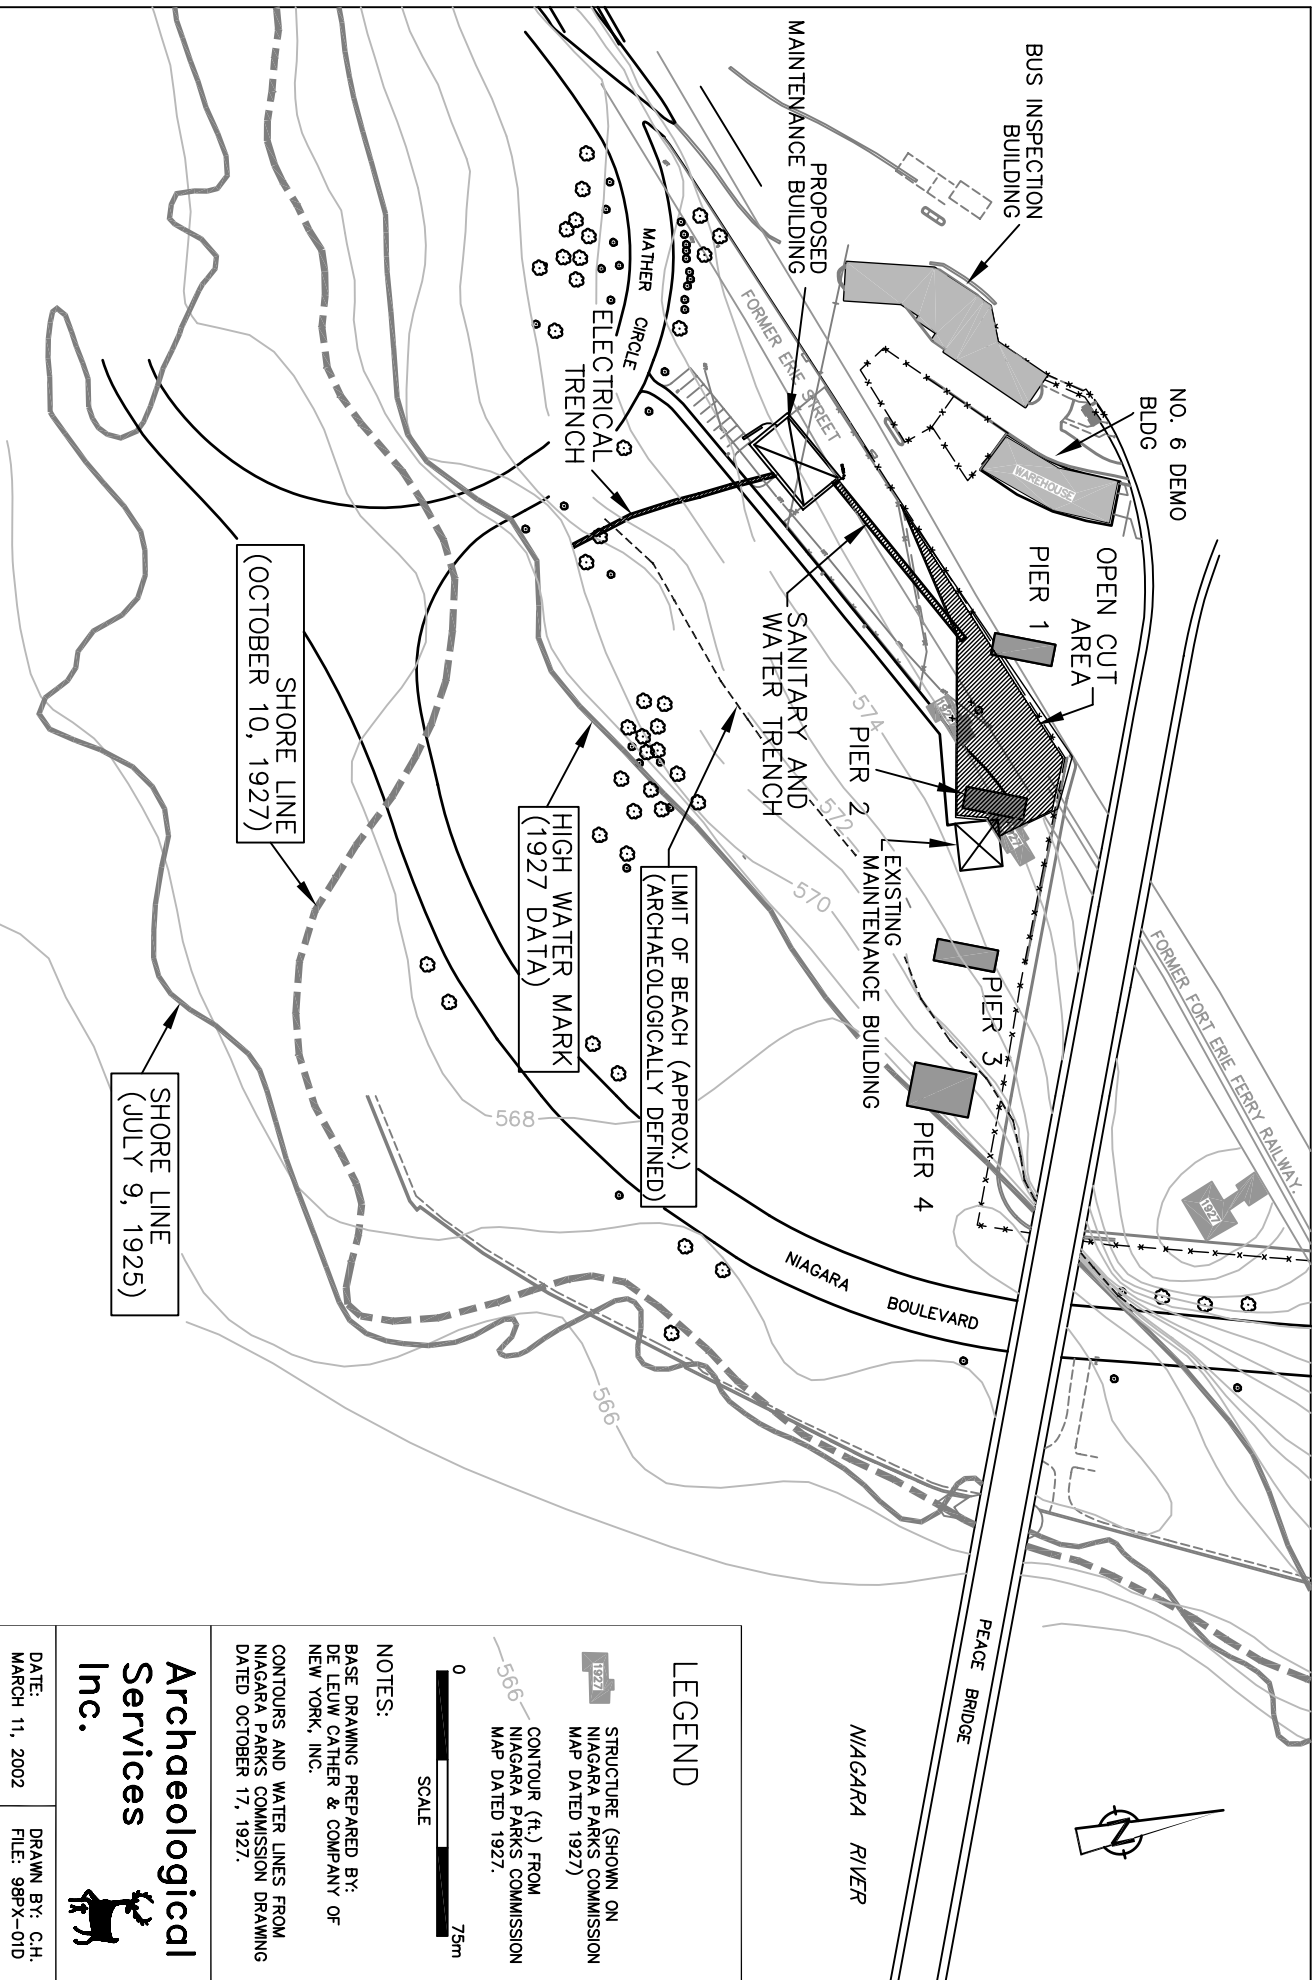 BUS INSPECTION
BUILDING
NO. 6 DEMO
BLDG
WAREHOUSE
PROPOSED
MAINTENANCE BUILDING
OPEN CUT
AREA
PIER 1
FORMER ERIE STREET
MATHER CIRCLE
ELECTRICAL
TRENCH
SANITARY AND
WATER TRENCH
PIER 2
1927
1927
EXISTING
MAINTENANCE BUILDING
PIER 3
PIER 4
574
572
570
568
566
FORMER FORT ERIE FERRY RAILWAY.
1927
LIMIT OF BEACH (APPROX.)
(ARCHAEOLOGICALLY DEFINED)
HIGH WATER MARK
(1927 DATA)
SHORE LINE
(OCTOBER 10, 1927)
SHORE LINE
(JULY 9, 1925)
NIAGARA BOULEVARD
PEACE BRIDGE
NIAGARA RIVER
N
LEGEND
1927
STRUCTURE (SHOWN ON
NIAGARA PARKS COMMISSION
MAP DATED 1927)
566
CONTOUR (ft.) FROM
NIAGARA PARKS COMMISSION
MAP DATED 1927.
0
75m
SCALE
NOTES:
BASE DRAWING PREPARED BY:
DE LEUW CATHER & COMPANY OF
NEW YORK, INC.
CONTOURS AND WATER LINES FROM
NIAGARA PARKS COMMISSION DRAWING
DATED OCTOBER 17, 1927.
Archaeological
Services
Inc.
DATE:
MARCH 11, 2002
DRAWN BY: C.H.
FILE: 98PX-01D